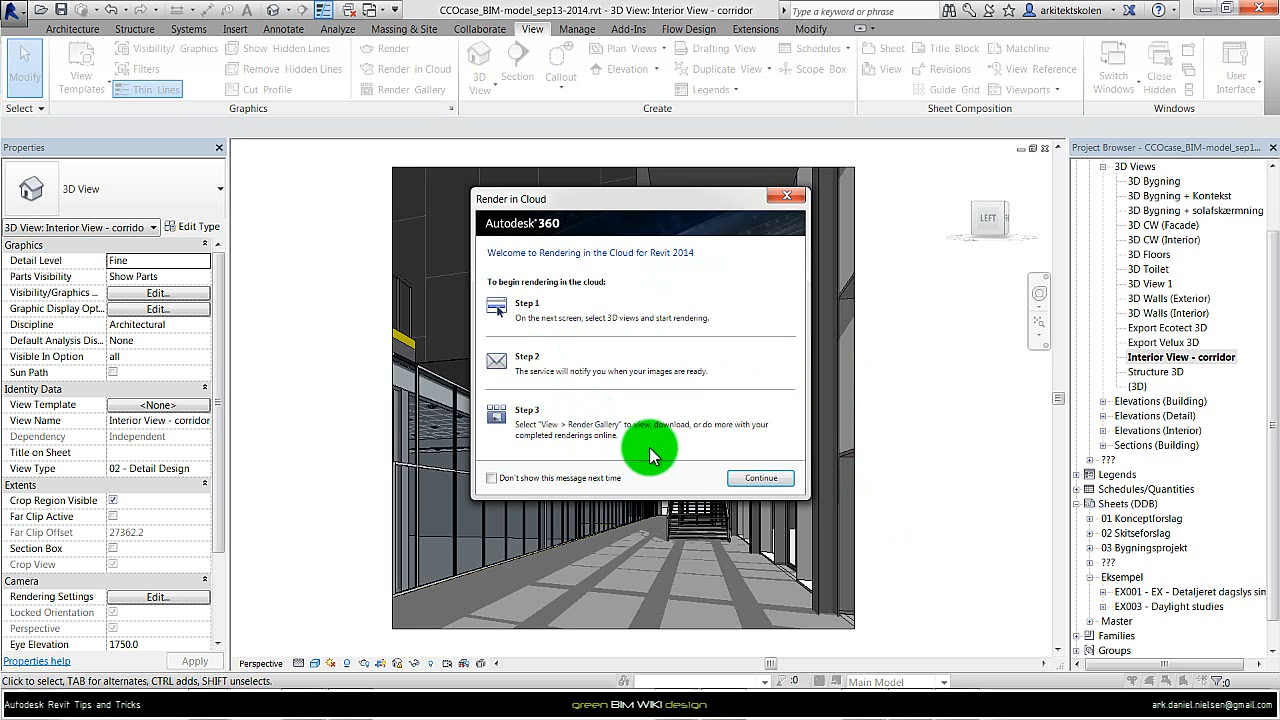 CCOcase_BIM-model_sep13-2014.rvt - 3D View: Interior View - corridor
Type a keyword or phrase
arkitektskolen
Architecture Structure Systems Insert Annotate Analyze Massing & Site Collaborate View Manage Add-Ins Flow Design Extensions Modify
Modify
View Templates
Visibility/ Graphics
Filters
Thin Lines
Show Hidden Lines
Remove Hidden Lines
Cut Profile
Render
Render in Cloud
Render Gallery
3D View
Section
Callout
Plan Views
Elevation
Drafting View
Duplicate View
Legends
Schedules
Scope Box
Sheet
View
Title Block
Revisions
Guide Grid
Matchline
View Reference
Viewports
Switch Windows
Close Hidden
User Interface
Select
Graphics
Create
Sheet Composition
Windows
Properties
3D View
3D View: Interior View - corrido
Edit Type
Graphics
Detail Level Fine
Parts Visibility Show Parts
Visibility/Graphics ... Edit...
Graphic Display Opt... Edit...
Discipline Architectural
Default Analysis Dis... None
Visible In Option all
Sun Path
Identity Data
View Template <None>
View Name Interior View - corridor
Dependency Independent
Title on Sheet
View Type 02 - Detail Design
Extents
Crop Region Visible
Far Clip Active
Far Clip Offset 27362.2
Section Box
Crop View
Camera
Rendering Settings Edit...
Locked Orientation
Perspective
Eye Elevation 1750.0
Properties help
Apply
Render in Cloud
Autodesk® 360
Welcome to Rendering in the Cloud for Revit 2014
To begin rendering in the cloud:
Step 1
On the next screen, select 3D views and start rendering.
Step 2
The service will notify you when your images are ready.
Step 3
Select "View > Render Gallery" to view, download, or do more with your
completed renderings online.
Don't show this message next time
Continue
LEFT
Project Browser - CCOcase_BIM-model_sep1...
3D Views
3D Bygning
3D Bygning + Kontekst
3D Bygning + solafskærmning
3D CW (Facade)
3D CW (Interior)
3D Floors
3D Toilet
3D View 1
3D Walls (Exterior)
3D Walls (Interior)
Export Ecotect 3D
Export Velux 3D
Interior View - corridor
Structure 3D
{3D}
Elevations (Building)
Elevations (Detail)
Elevations (Interior)
Sections (Building)
???
Legends
Schedules/Quantities
Sheets (DDB)
01 Konceptforslag
02 Skitseforslag
03 Bygningsprojekt
???
Eksempel
EX001 - EX - Detaljeret dagslys sin
EX003 - Daylight studies
Master
Families
Groups
Perspective
Click to select, TAB for alternates, CTRL adds, SHIFT unselects.
:0
Main Model
:0
Autodesk Revit Tips and Tricks
green BIM WIKI design
ark.daniel.nielsen@gmail.com